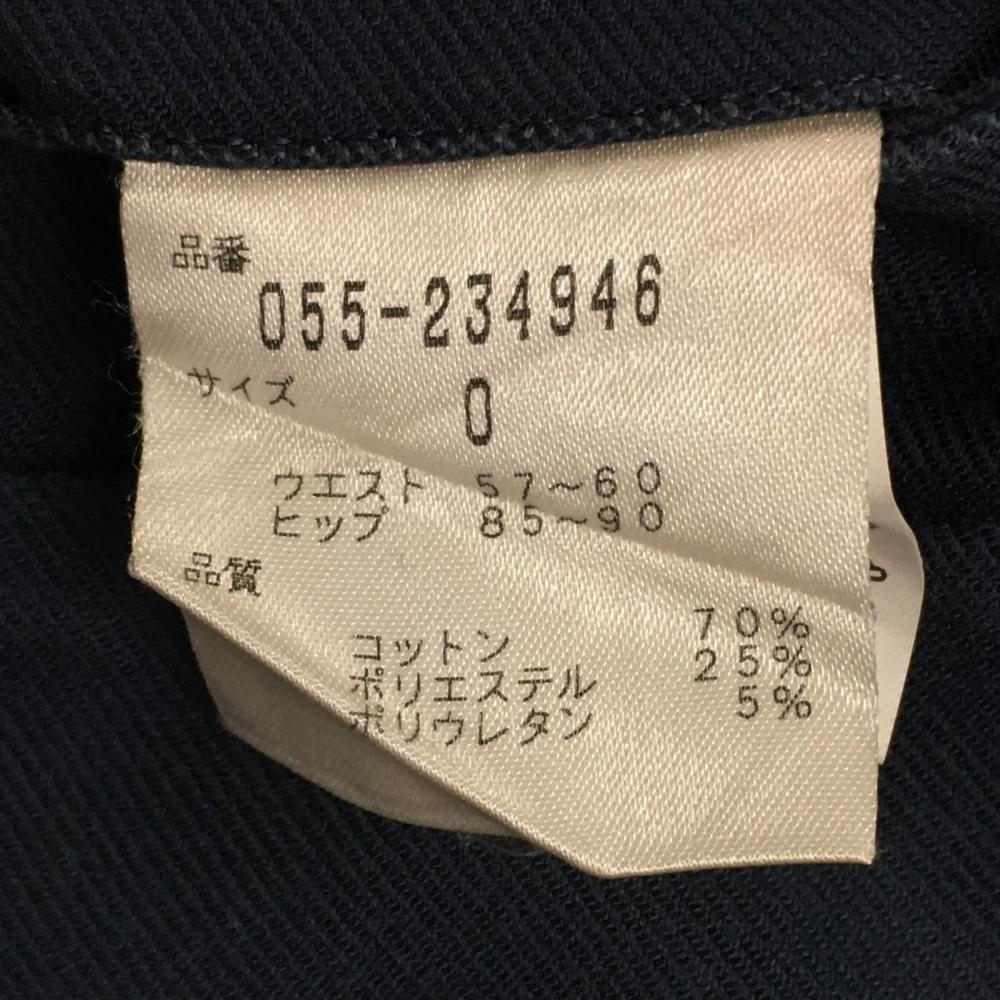 品番
055-234946
サイズ 0
ウエスト 57~60
ヒップ 85~90
品質
コットン 70%
ポリエステル 25%
ポリウレタン 5%